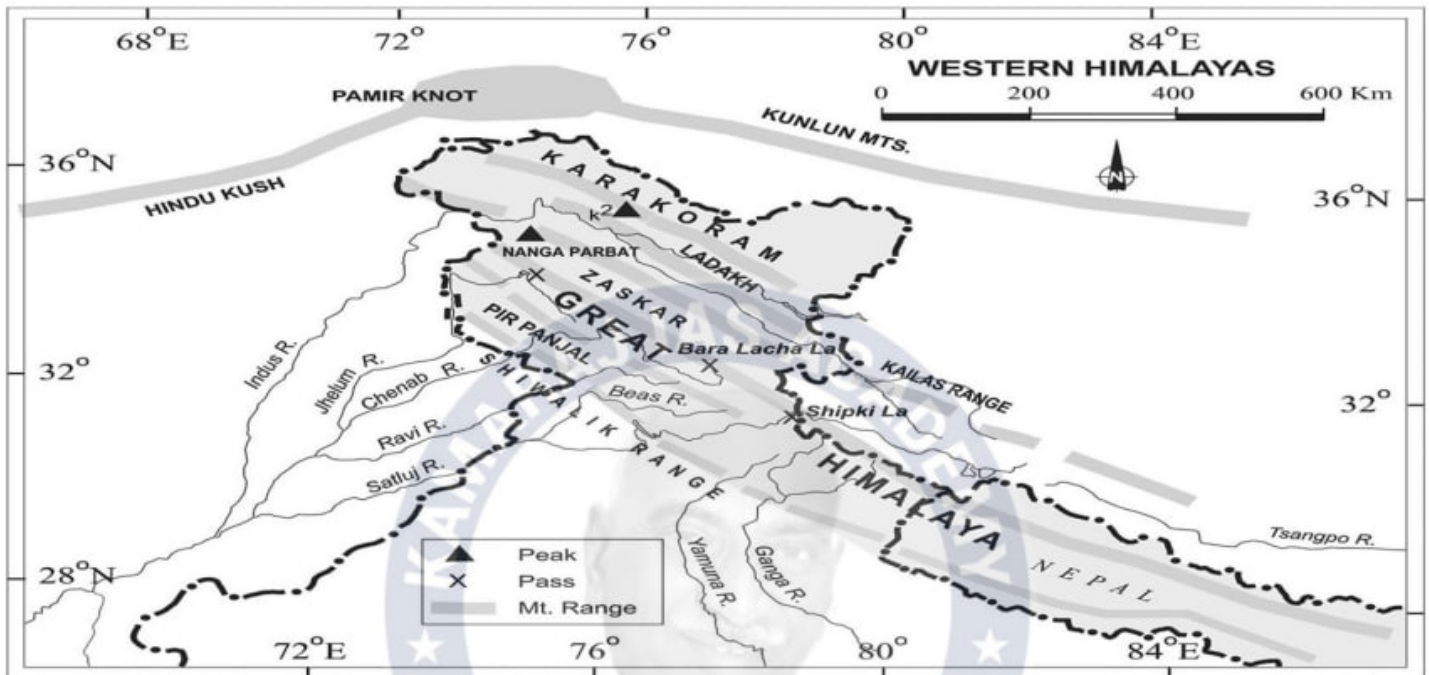 68°E 72° 76° 80° 84°E
WESTERN HIMALAYAS
0 200 400 600 Km
PAMIR KNOT
KUNLUN MTS.
N
36°N
36°N
HINDU KUSH
KARAKORAM
k2
NANGA PARBAT
LADAKH
ZASKAR
GREAT
PIR PANJAL
Bara Lacha La
KAILAS RANGE
32°
32°
Indus R.
Jhelum R.
Chenab R.
SHIWALIK RANGE
Beas R.
Shipki La
Ravi R.
Satluj R.
HIMALAYA
Tsangpo R.
NEPAL
Yamuna R.
Ganga R.
28°N
Peak
Pass
Mt. Range
72°E 76° 80° 84°E
KAMARAJ IAS ACADEMY